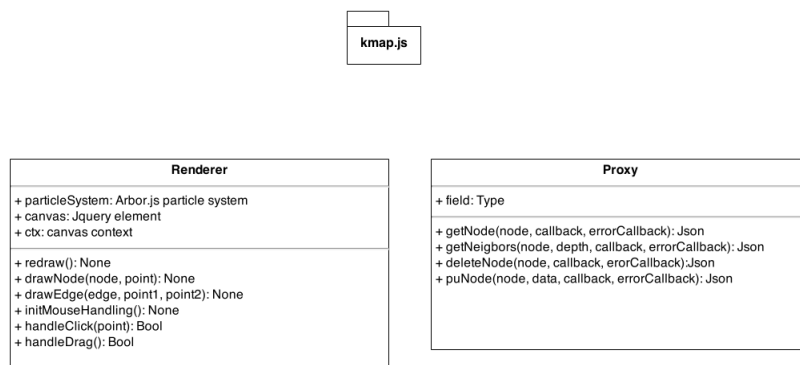 kmap.js
Renderer
+ particleSystem: Arbor.js particle system
+ canvas: Jquery element
+ ctx: canvas context
+ redraw(): None
+ drawNode(node, point): None
+ drawEdge(edge, point1, point2): None
+ initMouseHandling(): None
+ handleClick(point): Bool
+ handleDrag(): Bool
Proxy
+ field: Type
+ getNode(node, callback, errorCallback): Json
+ getNeigbors(node, depth, callback, errorCallback): Json
+ deleteNode(node, callback, erorCallback):Json
+ puNode(node, data, callback, errorCallback): Json